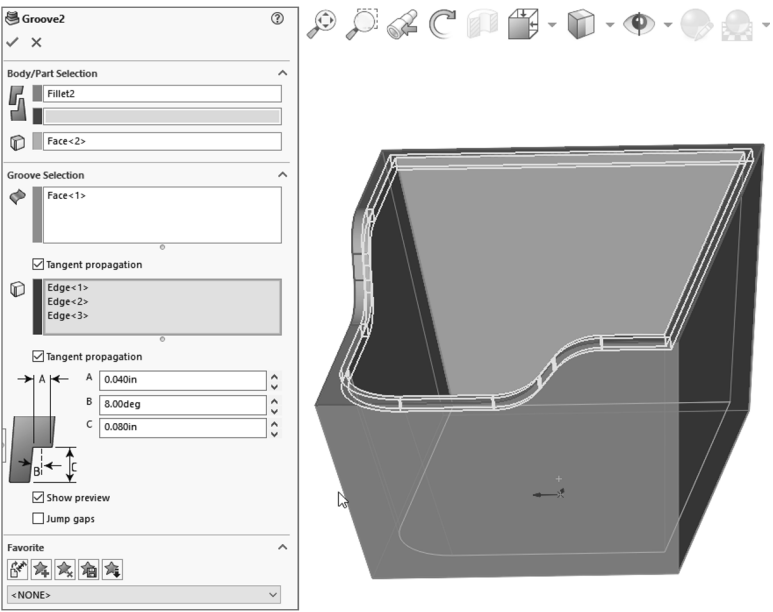 Groove2
Body/Part Selection
Fillet2
Face<2>
Groove Selection
Face<1>
Tangent propagation
Edge<1>
Edge<2>
Edge<3>
Tangent propagation
A
A 0.040in
B 8.00deg
C 0.080in
B
C
Show preview
Jump gaps
Favorite
<NONE>